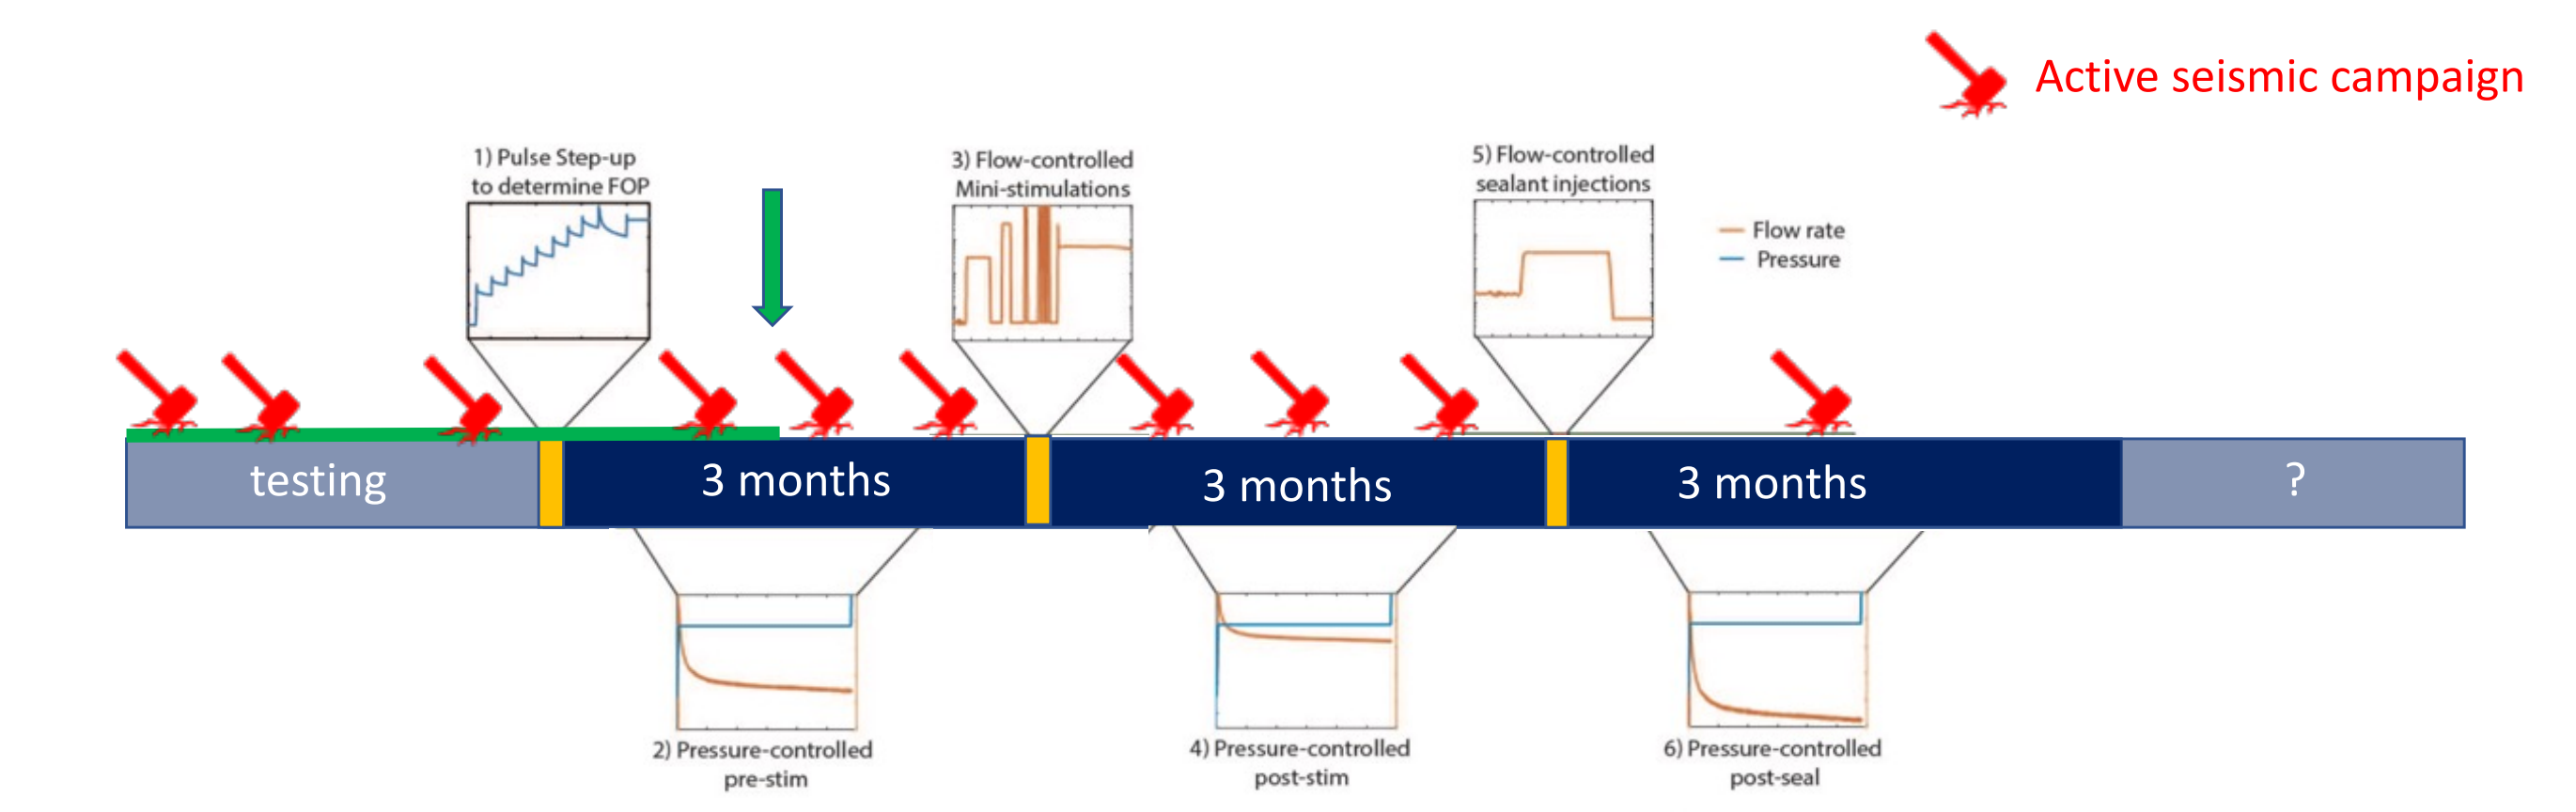 Active seismic campaign
1) Pulse Step-up
to determine FOP
3) Flow-controlled
Mini-stimulations
5) Flow-controlled
sealant injections
Flow rate
Pressure
testing
3 months
3 months
3 months
?
2) Pressure-controlled
pre-stim
4) Pressure-controlled
post-stim
6) Pressure-controlled
post-seal